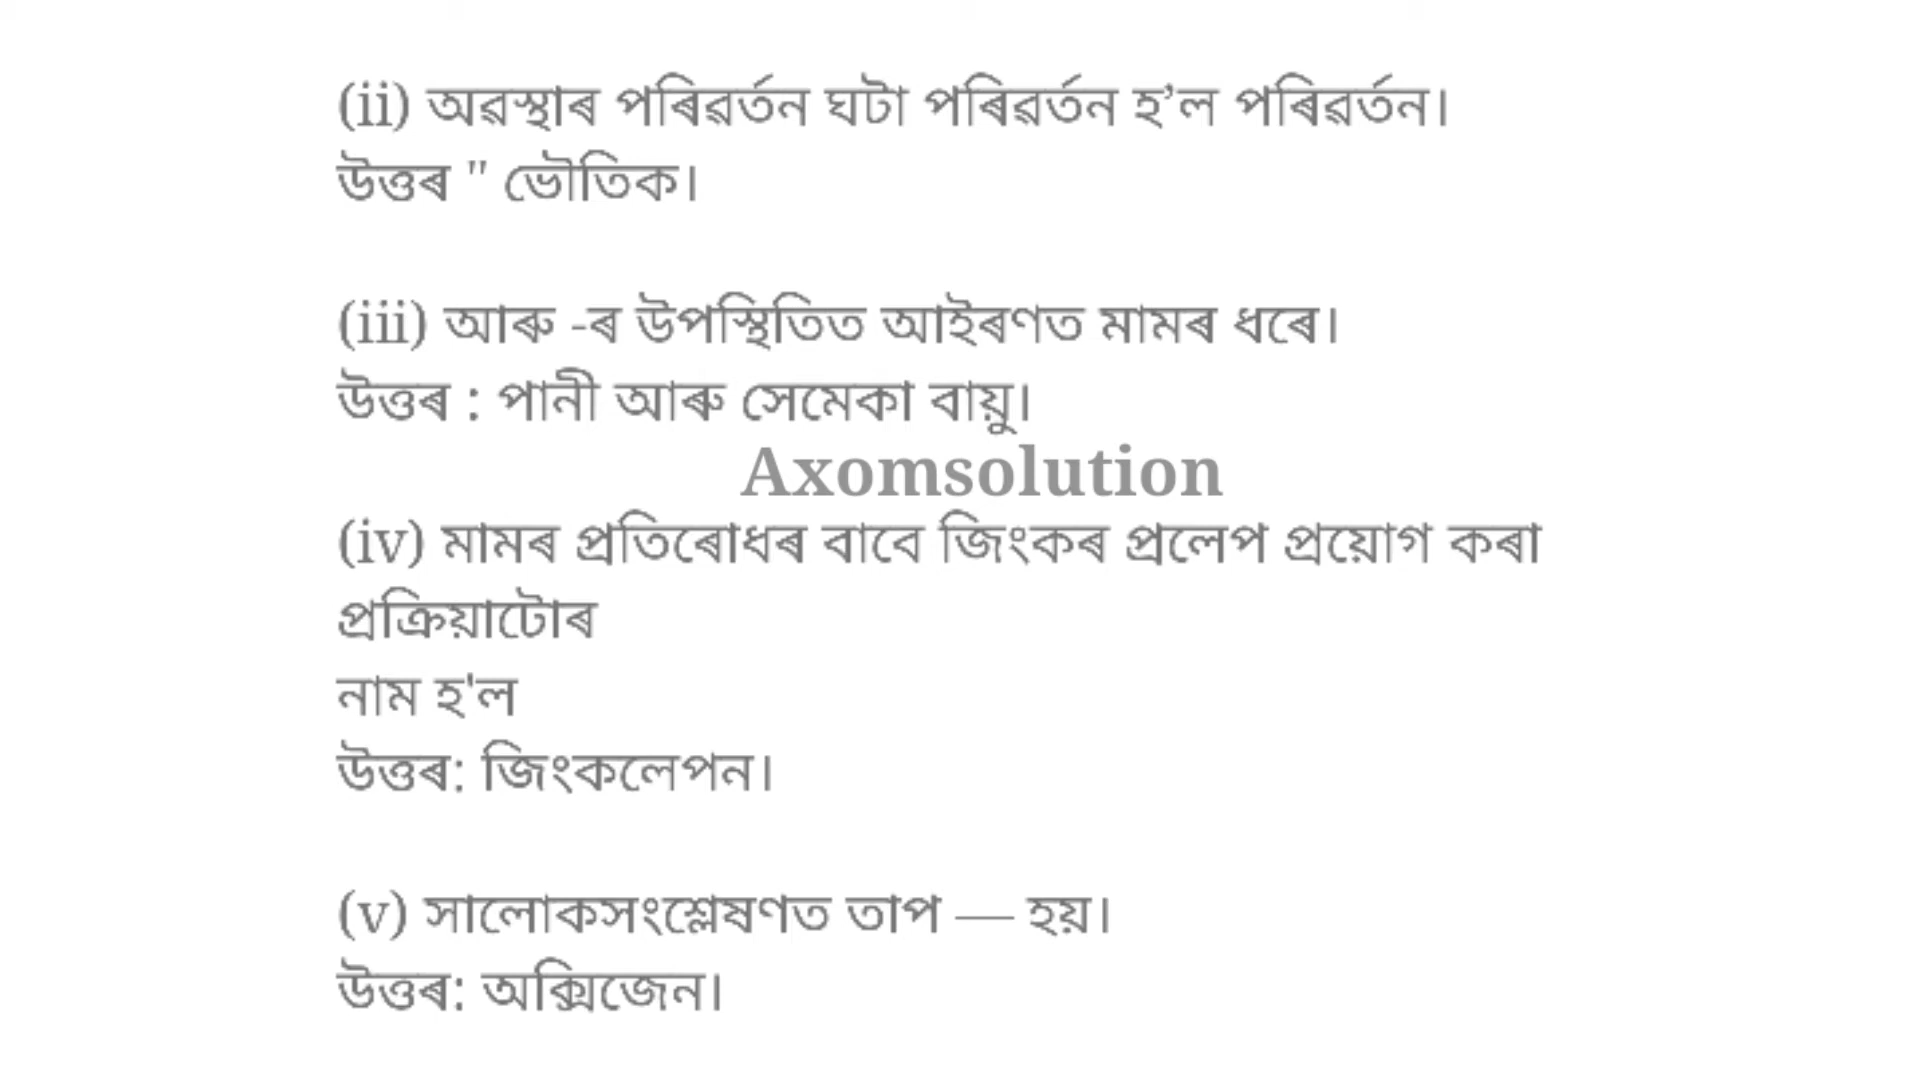 (ii) অৱস্থাৰ পৰিৱৰ্তন ঘটা পৰিৱৰ্তন হ’ল পৰিৱৰ্তন।
উত্তৰ " ভৌতিক।
(iii) আৰু -ৰ উপস্থিতিত আইৰণত মামৰ ধৰে।
উত্তৰ : পানী আৰু সেমেকা বায়ু।
Axomsolution
(iv) মামৰ প্ৰতিৰোধৰ বাবে জিংকৰ প্ৰলেপ প্ৰয়োগ কৰা
প্ৰক্ৰিয়াটোৰ
নাম হ'ল
উত্তৰ: জিংকলেপন।
(v) সালোকসংশ্লেষণত তাপ — হয়।
উত্তৰ: অক্সিজেন।